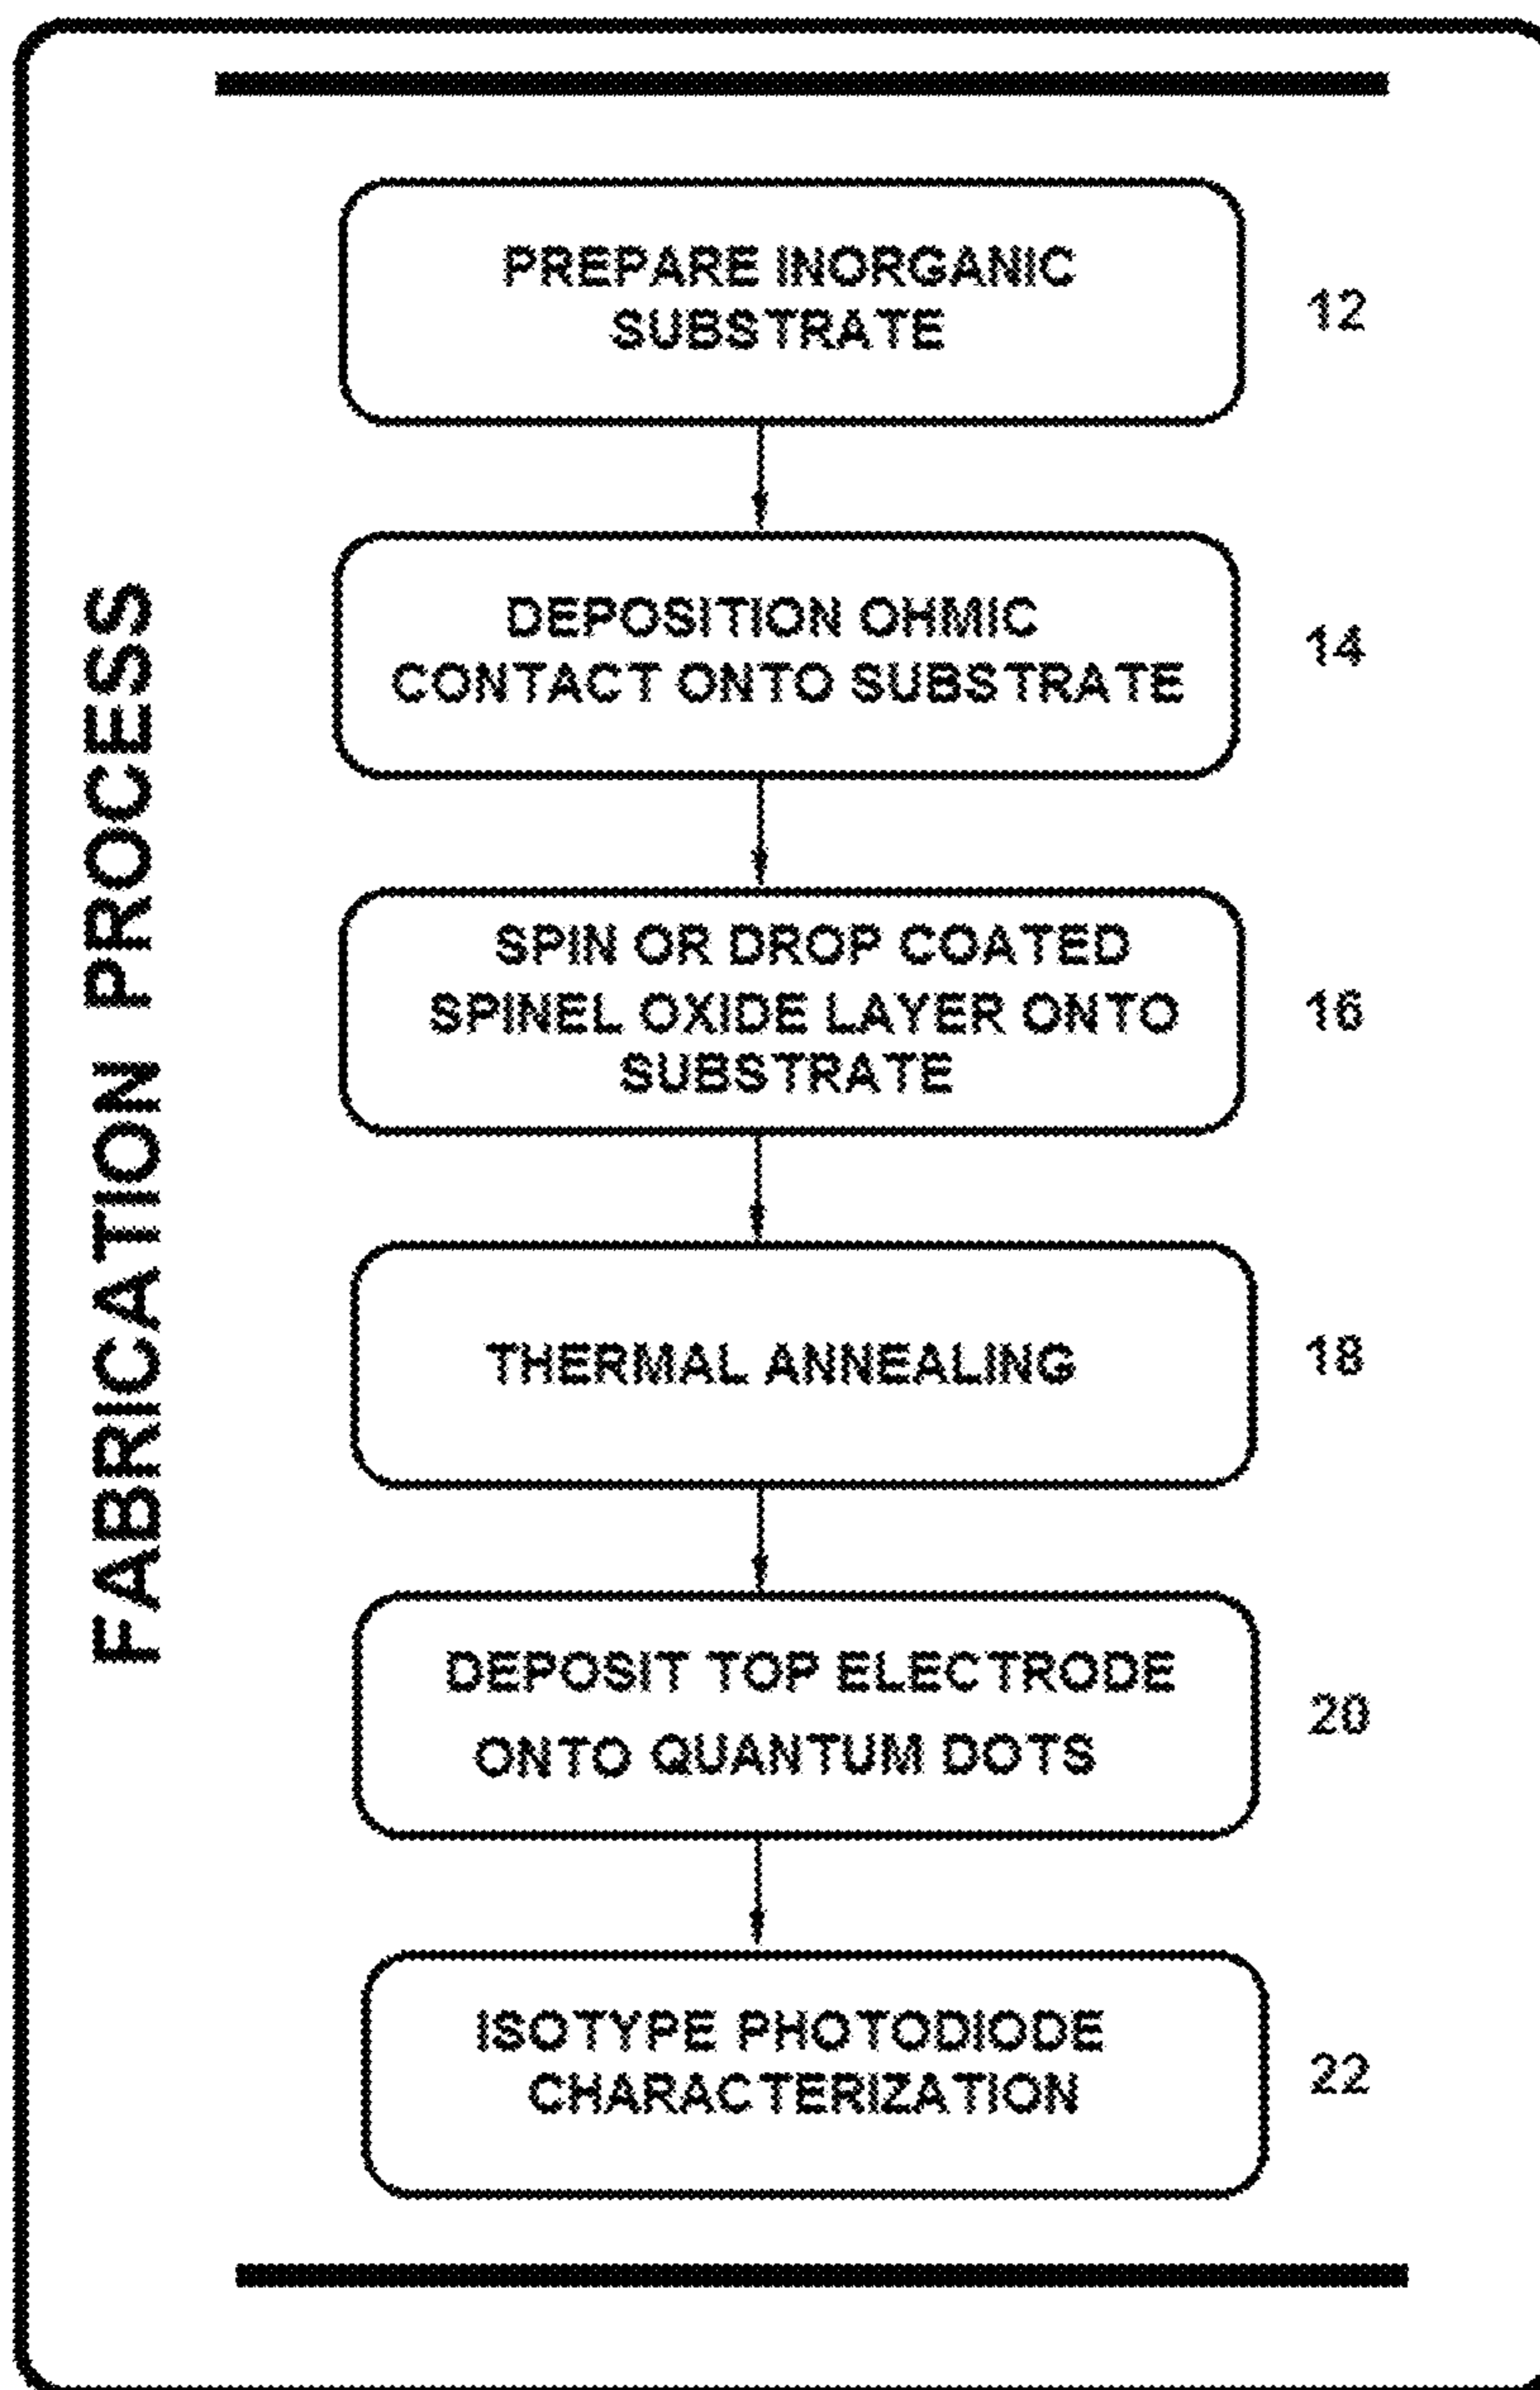 FABRICATION PROCESS
PREPARE INORGANIC
SUBSTRATE
12
DEPOSITION OHMIC
CONTACT ONTO SUBSTRATE
14
SPIN OR DROP COATED
SPINEL OXIDE LAYER ONTO
SUBSTRATE
16
THERMAL ANNEALING
18
DEPOSIT TOP ELECTRODE
ONTO QUANTUM DOTS
20
ISOTYPE PHOTODIODE
CHARACTERIZATION
22